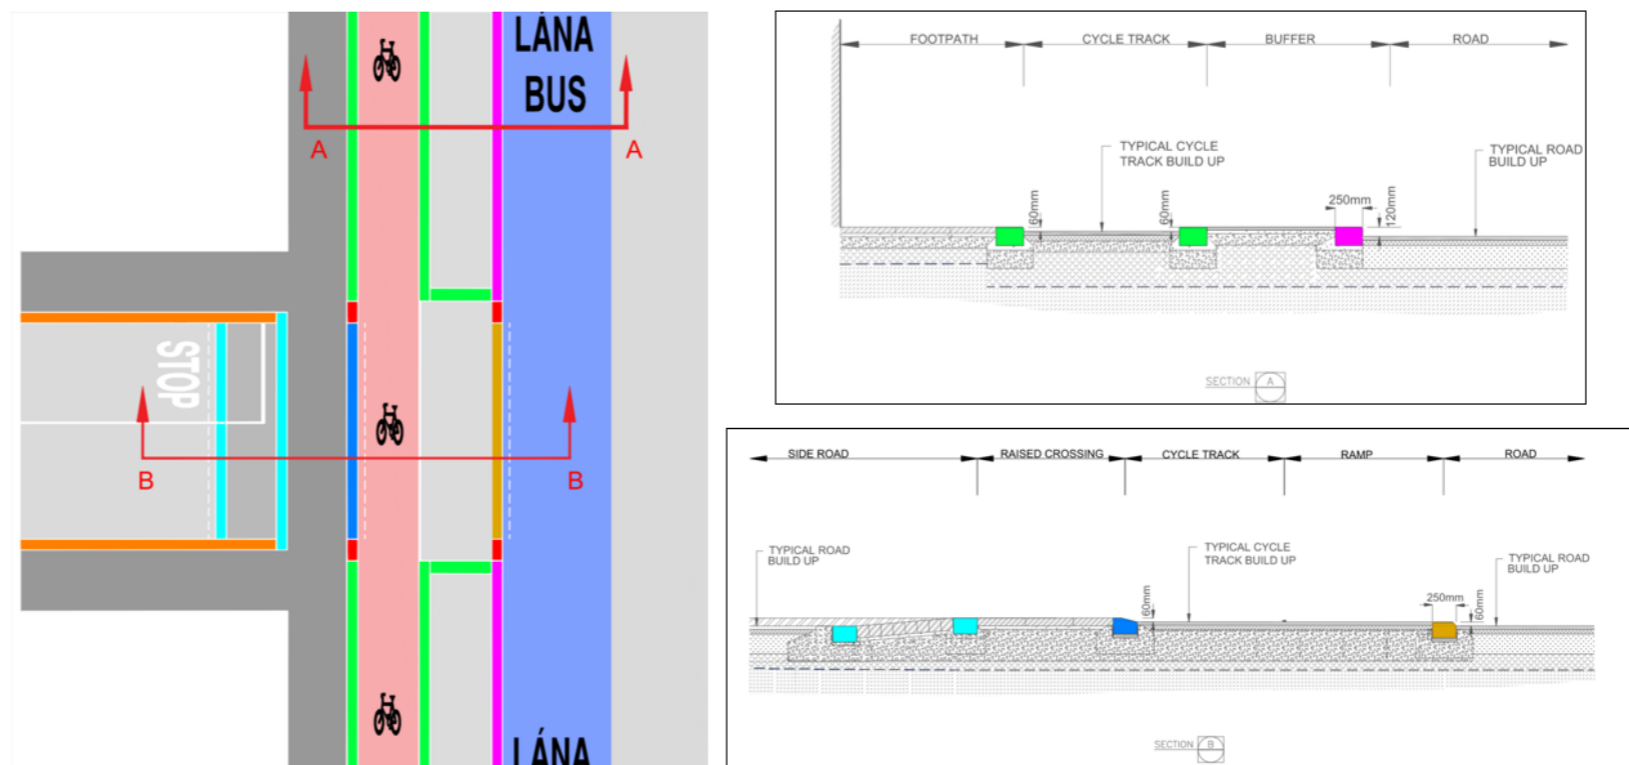 LÁNA
BUS
A
A
STOP
B
B
LÁNA
FOOTPATH
CYCLE TRACK
BUFFER
ROAD
TYPICAL CYCLE
TRACK BUILD UP
TYPICAL ROAD
BUILD UP
60mm
60mm
250mm
120mm
SECTION A
SIDE ROAD
RAISED CROSSING
CYCLE TRACK
RAMP
ROAD
TYPICAL ROAD
BUILD UP
TYPICAL CYCLE
TRACK BUILD UP
TYPICAL ROAD
BUILD UP
60mm
250mm
60mm
SECTION B